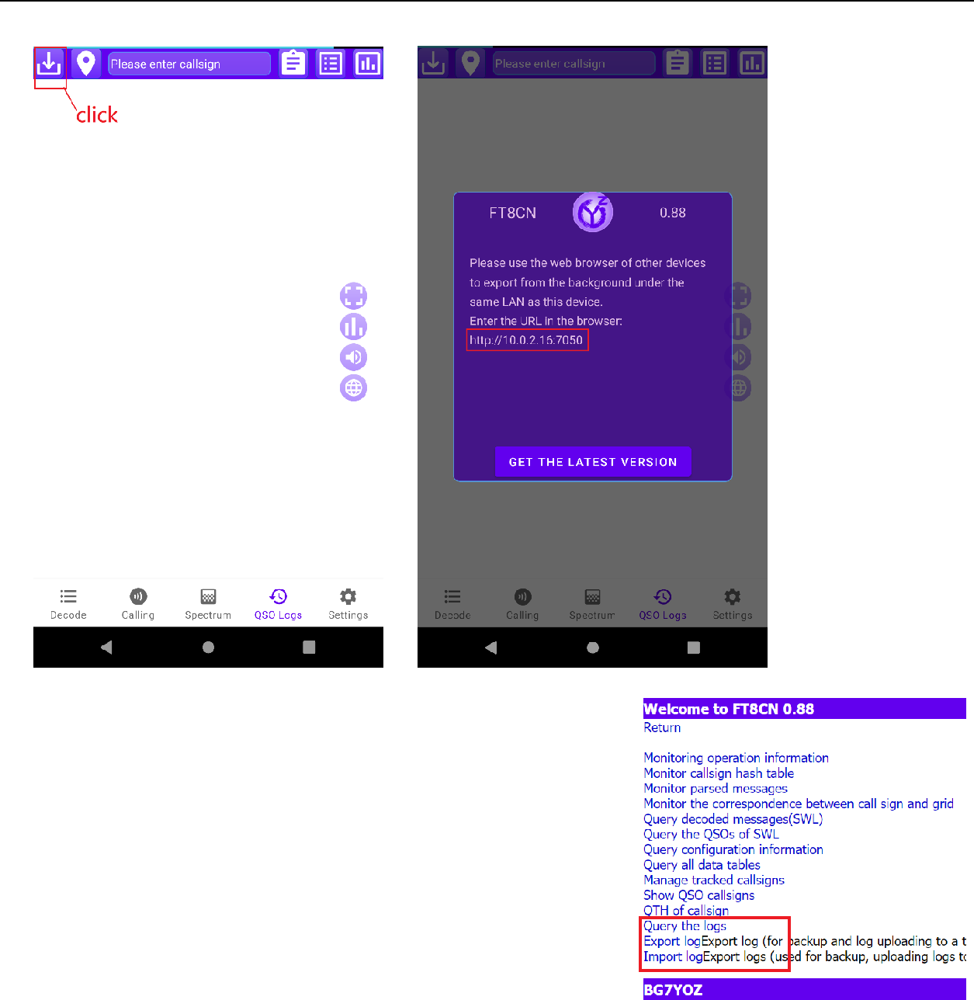 Please enter callsign
click
Decode
Calling
Spectrum
QSO Logs
Settings
Please enter callsign
FT8CN
0.88
Please use the web browser of other devices
to export from the background under the
same LAN as this device.
Enter the URL in the browser:
http://10.0.2.16:7050
GET THE LATEST VERSION
Decode
Calling
Spectrum
QSO Logs
Settings
Welcome to FT8CN 0.88
Return
Monitoring operation information
Monitor callsign hash table
Monitor parsed messages
Monitor the correspondence between call sign and grid
Query decoded messages(SWL)
Query the QSOs of SWL
Query configuration information
Query all data tables
Manage tracked callsigns
Show QSO callsigns
QTH of callsign
Query the logs
Export logExport log (for backup and log uploading to a t
Import logExport logs (used for backup, uploading logs to
BG7YOZ